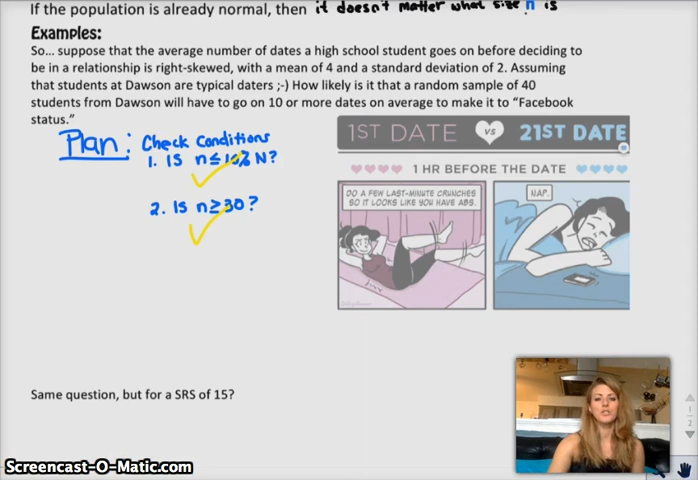 If the population is already normal, then it doesn't matter what size n is
Examples:
So... suppose that the average number of dates a high school student goes on before deciding to
be in a relationship is right-skewed, with a mean of 4 and a standard deviation of 2. Assuming
that students at Dawson are typical daters ;-) How likely is it that a random sample of 40
students from Dawson will have to go on 10 or more dates on average to make it to “Facebook
status.”
Plan: Check Conditions
1. Is n ≤ 10% N?
2. Is n ≥ 30?
1ST DATE vs 21ST DATE
1 HR BEFORE THE DATE
DO A FEW LAST-MINUTE CRUNCHES
SO IT LOOKS LIKE YOU HAVE ABS.
NAP.
Same question, but for a SRS of 15?
1
2
Screencast-O-Matic.com